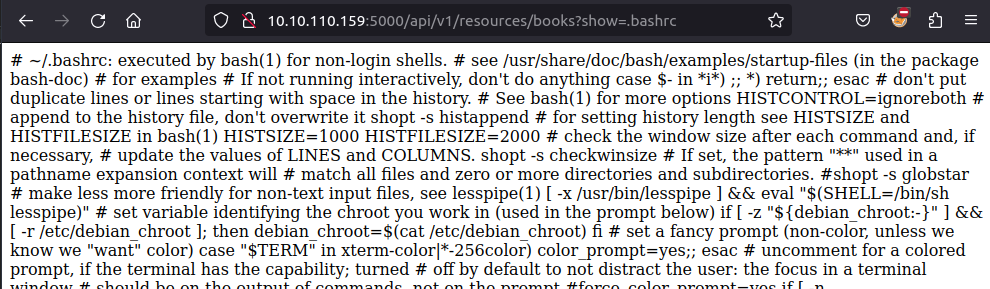 10.10.110.159:5000/api/v1/resources/books?show=.bashrc
# ~/.bashrc: executed by bash(1) for non-login shells. # see /usr/share/doc/bash/examples/startup-files (in the package
bash-doc) # for examples # If not running interactively, don't do anything case $- in *i*) ;; *) return;; esac # don't put
duplicate lines or lines starting with space in the history. # See bash(1) for more options HISTCONTROL=ignoreboth #
append to the history file, don't overwrite it shopt -s histappend # for setting history length see HISTSIZE and
HISTFILESIZE in bash(1) HISTSIZE=1000 HISTFILESIZE=2000 # check the window size after each command and, if
necessary, # update the values of LINES and COLUMNS. shopt -s checkwinsize # If set, the pattern "**" used in a
pathname expansion context will # match all files and zero or more directories and subdirectories. #shopt -s globstar
# make less more friendly for non-text input files, see lesspipe(1) [ -x /usr/bin/lesspipe ] && eval "$(SHELL=/bin/sh
lesspipe)" # set variable identifying the chroot you work in (used in the prompt below) if [ -z "${debian_chroot:-}" ] &&
[ -r /etc/debian_chroot ]; then debian_chroot=$(cat /etc/debian_chroot) fi # set a fancy prompt (non-color, unless we
know we "want" color) case "$TERM" in xterm-color|*-256color) color_prompt=yes;; esac # uncomment for a colored
prompt, if the terminal has the capability; turned # off by default to not distract the user: the focus in a terminal
window # should be on the output of commands, not on the prompt #force_color_prompt=yes if [ -n